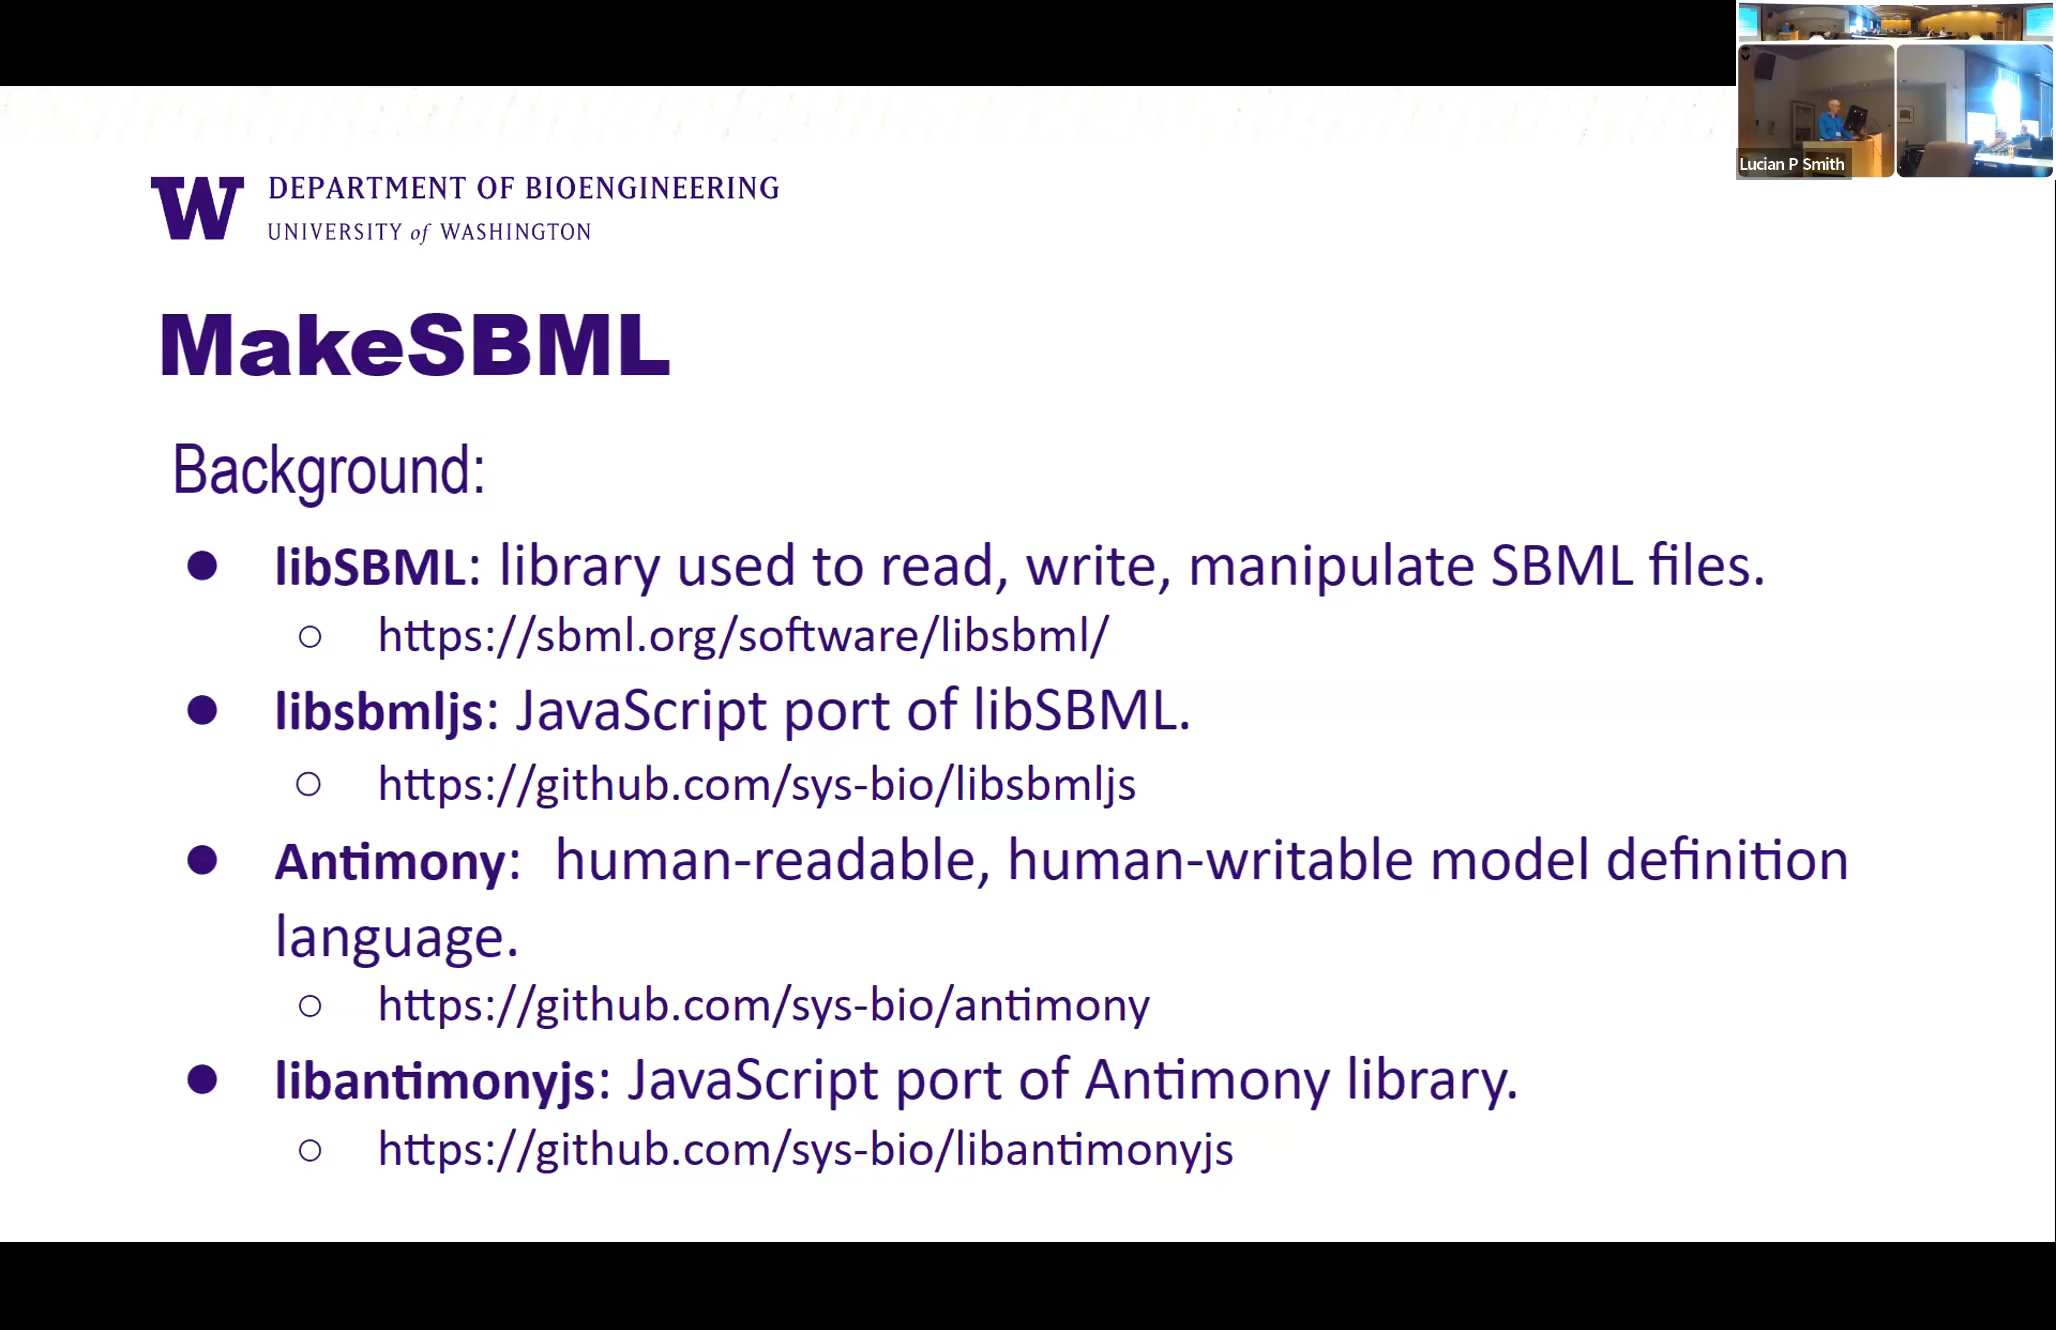 Lucian P Smith
W DEPARTMENT OF BIOENGINEERING
UNIVERSITY of WASHINGTON
MakeSBML
Background:
● libSBML: library used to read, write, manipulate SBML files.
○ https://sbml.org/software/libsbml/
● libsbmljs: JavaScript port of libSBML.
○ https://github.com/sys-bio/libsbmljs
● Antimony:  human-readable, human-writable model definition
language.
○ https://github.com/sys-bio/antimony
● libantimonyjs: JavaScript port of Antimony library.
○ https://github.com/sys-bio/libantimonyjs